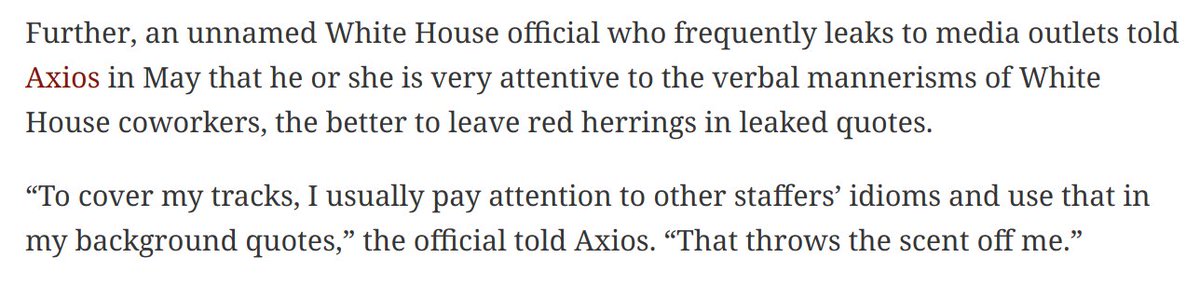 Further, an unnamed White House official who frequently leaks to media outlets told
Axios in May that he or she is very attentive to the verbal mannerisms of White
House coworkers, the better to leave red herrings in leaked quotes.
“To cover my tracks, I usually pay attention to other staffers’ idioms and use that in
my background quotes,” the official told Axios. “That throws the scent off me.”